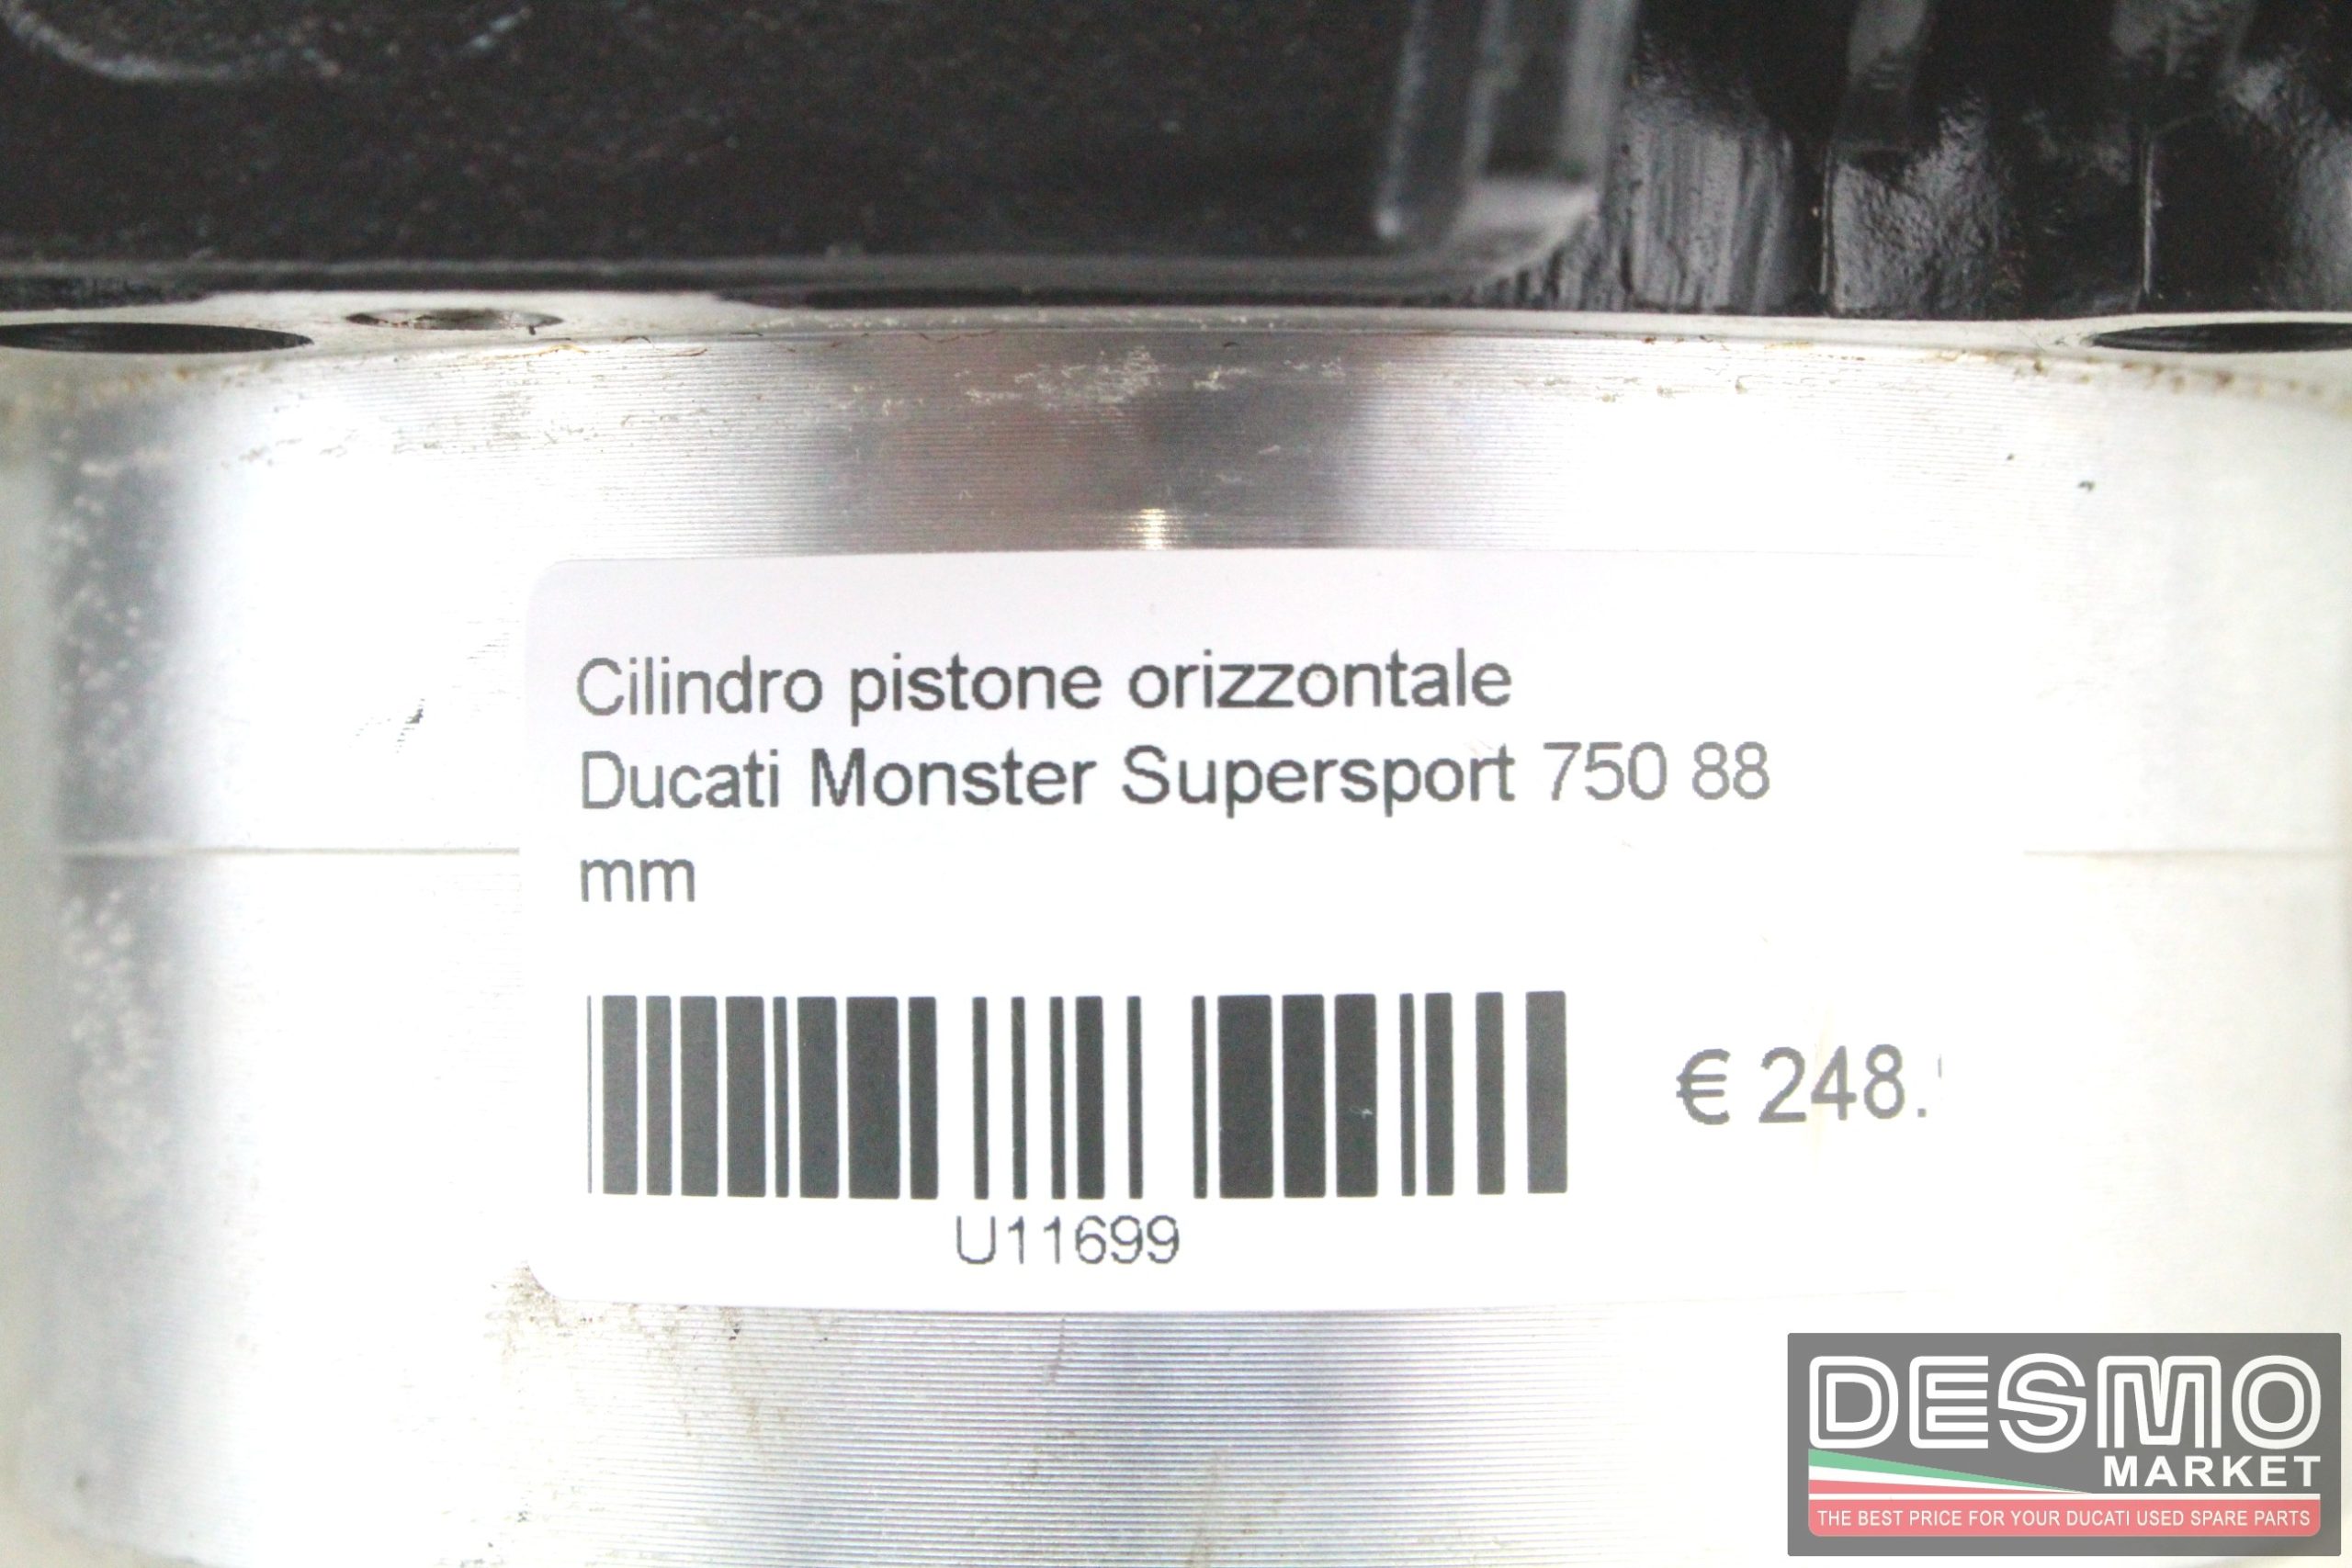 Cilindro pistone orizzontale
Ducati Monster Supersport 750 88
mm
€ 248.
U11699
DESMO
MARKET
THE BEST PRICE FOR YOUR DUCATI USED SPARE PARTS